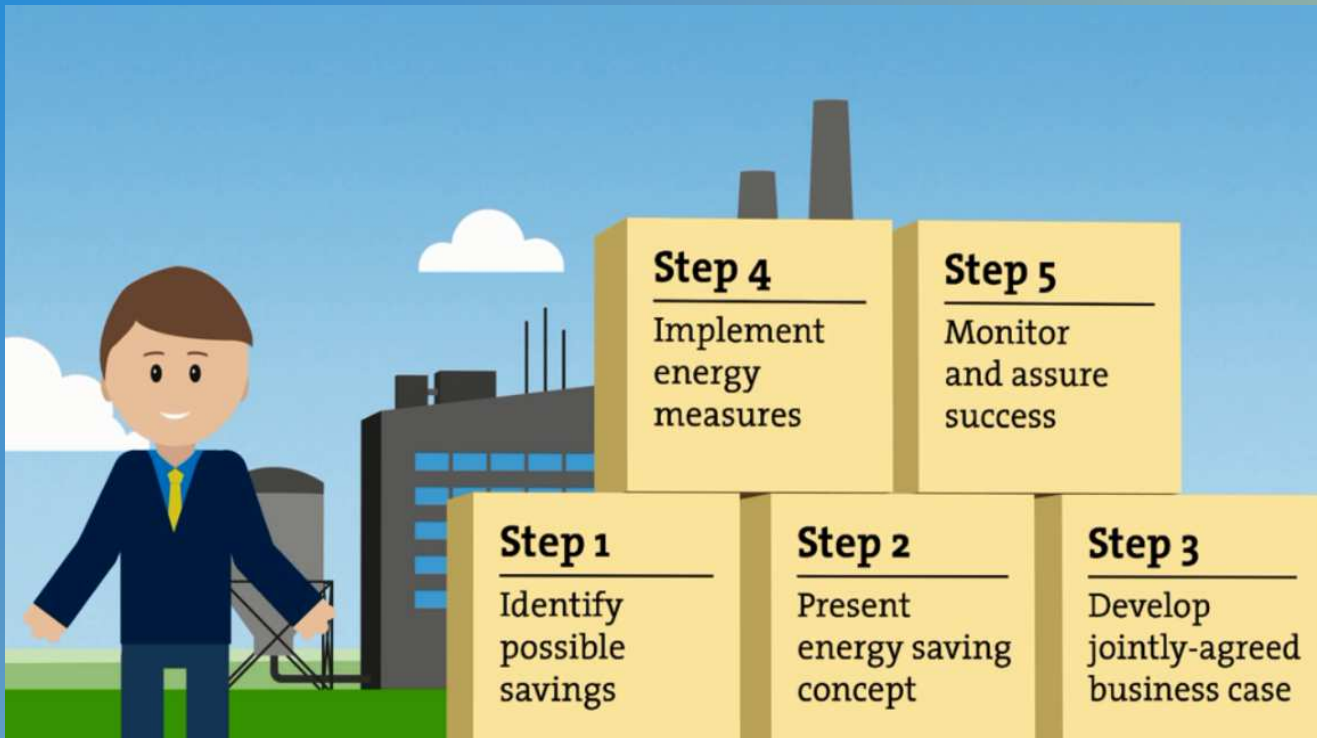 Step 4
Implement
energy
measures
Step 5
Monitor
and assure
success
Step 1
Identify
possible
savings
Step 2
Present
energy saving
concept
Step 3
Develop
jointly-agreed
business case